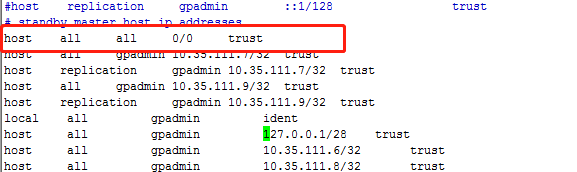 #host    replication     gpadmin         ::1/128                 trust
# standby master host ip addresses
host    all     all     0/0     trust
host    all     gpadmin 10.35.111.7/32  trust
host    replication     gpadmin 10.35.111.7/32  trust
host    all     gpadmin 10.35.111.9/32  trust
host    replication     gpadmin 10.35.111.9/32  trust
local    all         gpadmin         ident
host     all         gpadmin         127.0.0.1/28    trust
host     all         gpadmin         10.35.111.6/32       trust
host     all         gpadmin         10.35.111.8/32       trust